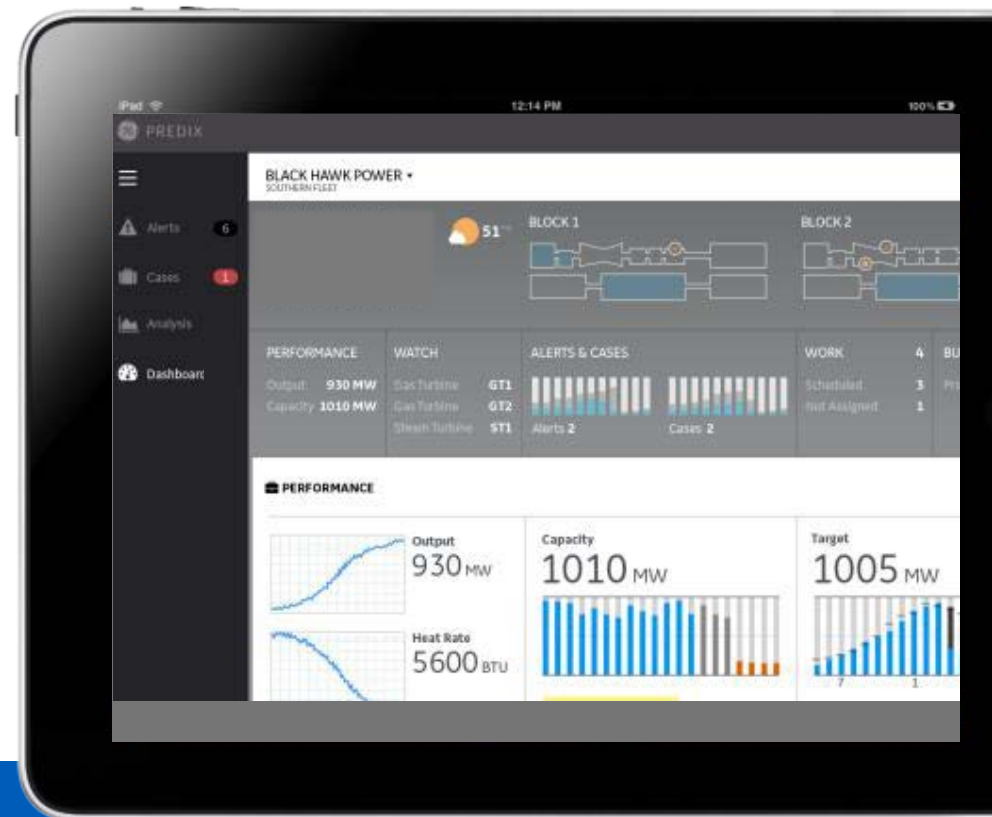 iPad 12:14 PM 100%
PREDIX
BLACK HAWK POWER
SOUTHERN FLEET
Alerts 6
Cases 1
Analysis
Dashboard
51
BLOCK 1
BLOCK 2
PERFORMANCE
Output 930 MW
Capacity 1010 MW
WATCH
Gas Turbine GT1
Gas Turbine GT2
Steam Turbine ST1
ALERTS & CASES
Alerts 2
Cases 2
WORK 4
Scheduled 3
Not Assigned 1
BU
PERFORMANCE
Output
930 MW
Heat Rate
5600 BTU
Capacity
1010 MW
Target
1005 MW
7 1